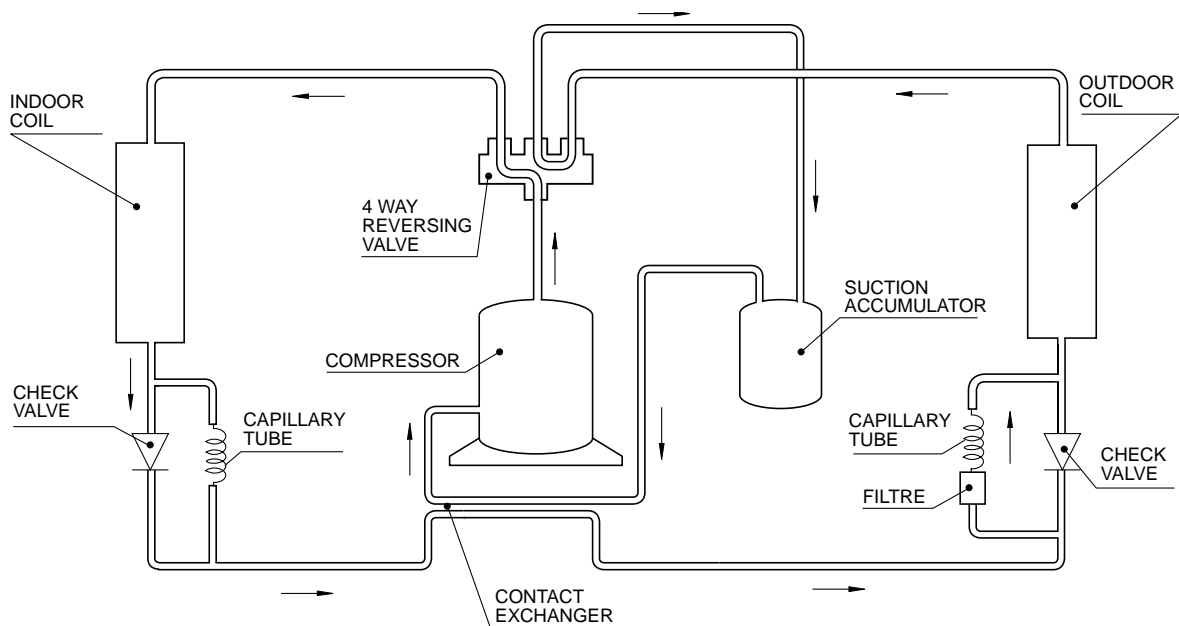 INDOOR
COIL
OUTDOOR
COIL
4 WAY
REVERSING
VALVE
SUCTION
ACCUMULATOR
COMPRESSOR
CHECK
VALVE
CAPILLARY
TUBE
CAPILLARY
TUBE
CHECK
VALVE
FILTRE
CONTACT
EXCHANGER